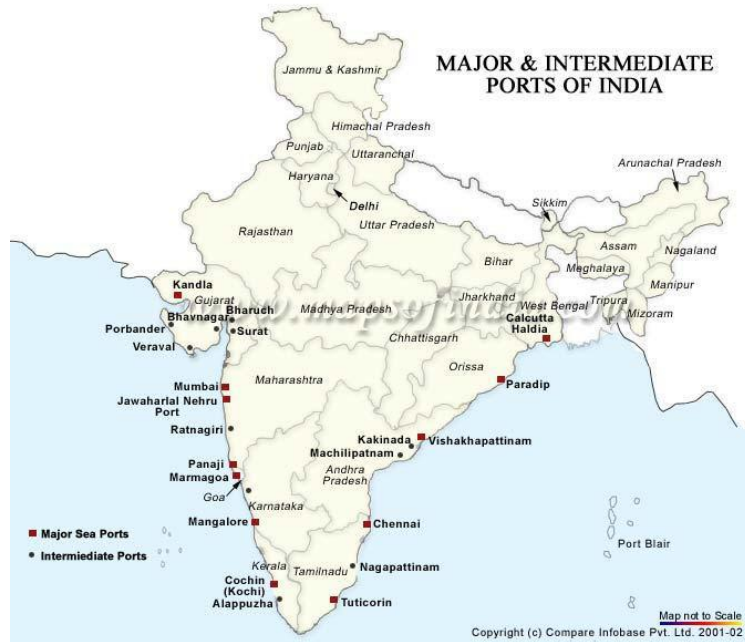 MAJOR & INTERMEDIATE
PORTS OF INDIA
Jammu & Kashmir
Himachal Pradesh
Punjab
Uttaranchal
Haryana
Delhi
Arunachal Pradesh
Sikkim
Rajasthan
Uttar Pradesh
Assam
Nagaland
Bihar
Meghalaya
Manipur
Kandla
Gujarat
Jharkhand
West Bengal
Tripura
Mizoram
Bhavnagar
Bharuch
Madhya Pradesh
www.mapsofindia.com
Calcutta
Haldia
Porbander
Surat
Chhattisgarh
Veraval
Maharashtra
Orissa
Paradip
Mumbai
Jawaharlal Nehru
Port
Ratnagiri
Kakinada
Vishakhapattinam
Machilipatnam
Panaji
Marmagoa
Andhra
Pradesh
Goa
Karnataka
Mangalore
Chennai
Major Sea Ports
Intermiediate Ports
Port Blair
Kerala
Tamilnadu
Nagapattinam
Cochin
(Kochi)
Alappuzha
Tuticorin
Map not to Scale
Copyright (c) Compare Infobase Pvt. Ltd. 2001-02